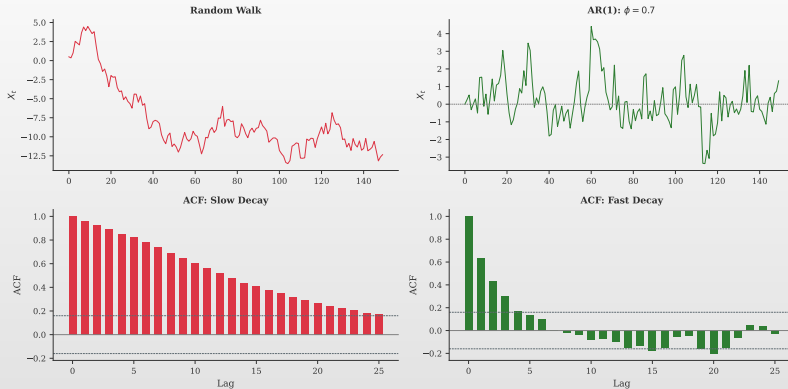 Random Walk
AR(1): ϕ = 0.7
X_t
5.0
2.5
0.0
−2.5
−5.0
−7.5
−10.0
−12.5
0 20 40 60 80 100 120 140
X_t
4
3
2
1
0
−1
−2
−3
0 20 40 60 80 100 120 140
ACF: Slow Decay
ACF: Fast Decay
ACF
1.0
0.8
0.6
0.4
0.2
0.0
−0.2
0 5 10 15 20 25
Lag
ACF
1.0
0.8
0.6
0.4
0.2
0.0
−0.2
0 5 10 15 20 25
Lag